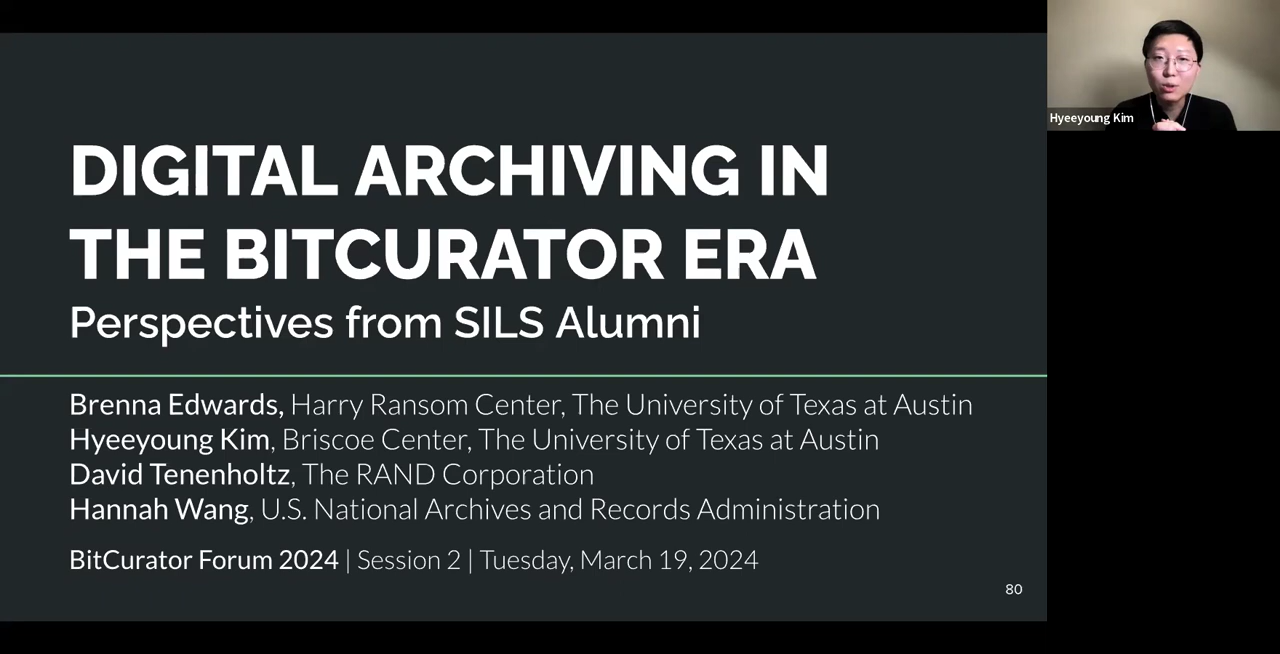 DIGITAL ARCHIVING IN
THE BITCURATOR ERA
Perspectives from SILS Alumni
Brenna Edwards, Harry Ransom Center, The University of Texas at Austin
Hyeeyoung Kim, Briscoe Center, The University of Texas at Austin
David Tenenholtz, The RAND Corporation
Hannah Wang, U.S. National Archives and Records Administration
BitCurator Forum 2024 | Session 2 | Tuesday, March 19, 2024
80
Hyeeyoung Kim